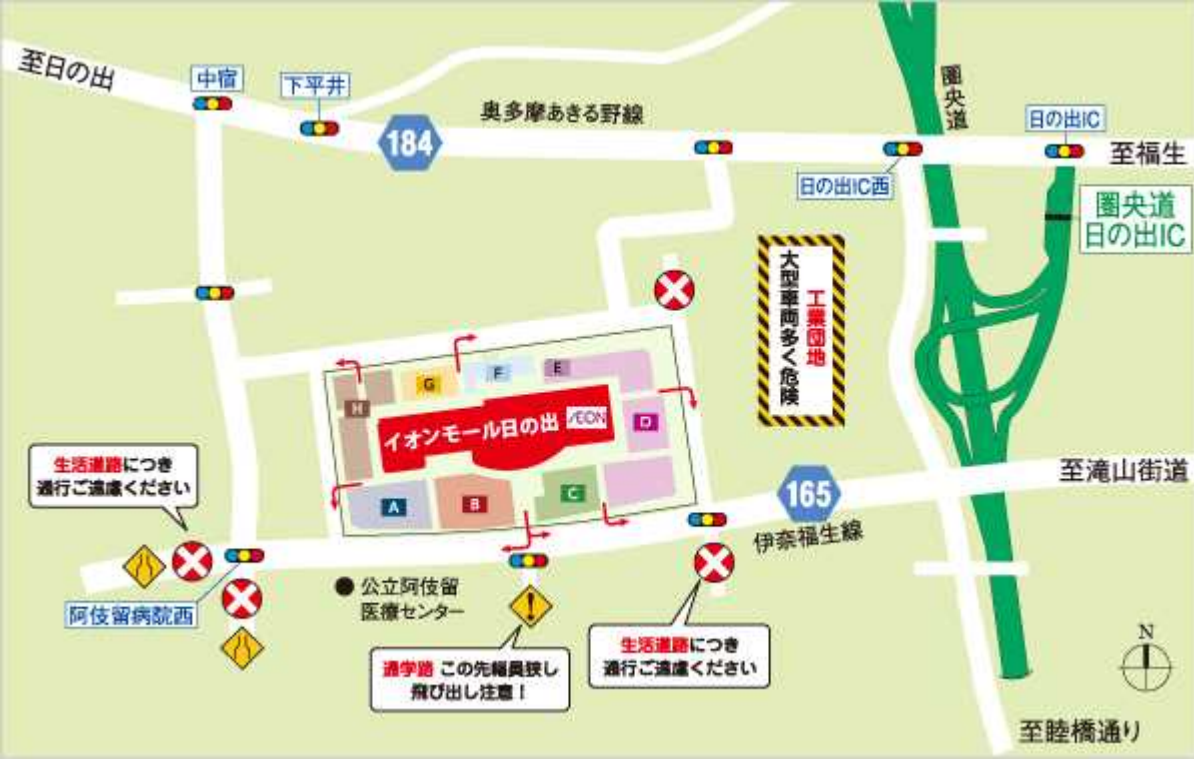 至日の出
中宿
下平井
184
奥多摩あきる野線
圏央道
日の出IC
至福生
日の出IC西
圏央道
日の出IC
工業団地
大型車両多く危険
G
F
E
H
イオンモール日の出
ÆON
D
A
B
C
生活道路につき
通行ご遠慮ください
165
至滝山街道
伊奈福生線
阿伎留病院西
公立阿伎留
医療センター
!
通学路 この先幅員狭し
飛び出し注意！
生活道路につき
通行ご遠慮ください
N
至睦橋通り